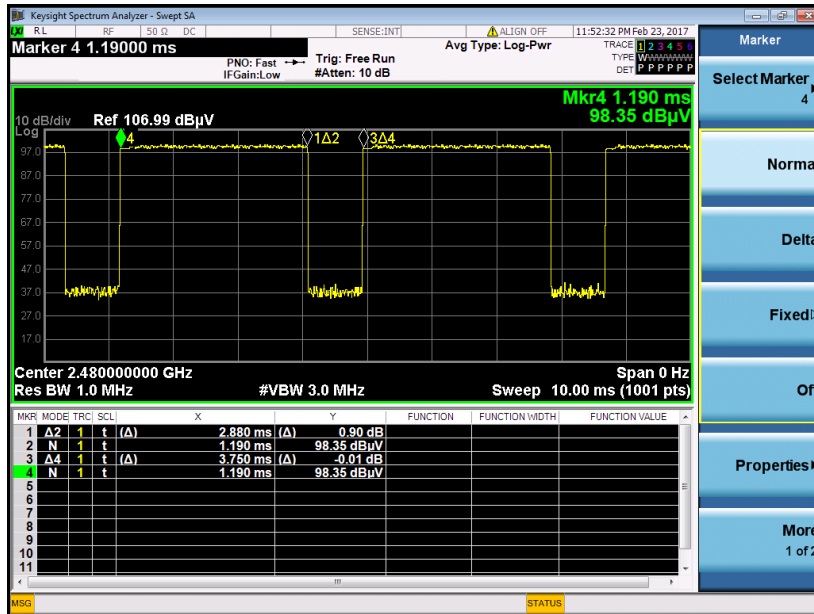 Keysight Spectrum Analyzer - Swept SA
LXI RL RF 50 Ω DC SENSE:INT ALIGN OFF 11:52:32 PM Feb 23, 2017
Marker 4 1.19000 ms
PNO: Fast
IFGain:Low
Trig: Free Run
#Atten: 10 dB
Avg Type: Log-Pwr
TRACE 1 2 3 4 5 6
TYPE WWWWWW
DET P P P P P P
Mkr4 1.190 ms
98.35 dBµV
10 dB/div Ref 106.99 dBµV
Log
4 1Δ2 3Δ4
97.0
87.0
77.0
67.0
57.0
47.0
37.0
27.0
17.0
Center 2.480000000 GHz Span 0 Hz
Res BW 1.0 MHz #VBW 3.0 MHz Sweep 10.00 ms (1001 pts)
MKR MODE TRC SCL X Y FUNCTION FUNCTION WIDTH FUNCTION VALUE
1 Δ2 1 t (Δ) 2.880 ms (Δ) 0.90 dB
2 N 1 t 1.190 ms 98.35 dBµV
3 Δ4 1 t (Δ) 3.750 ms (Δ) -0.01 dB
4 N 1 t 1.190 ms 98.35 dBµV
5
6
7
8
9
10
11
MSG STATUS
Marker
Select Marker
4
Norma
Delta
Fixed
Of
Properties
More
1 of 2